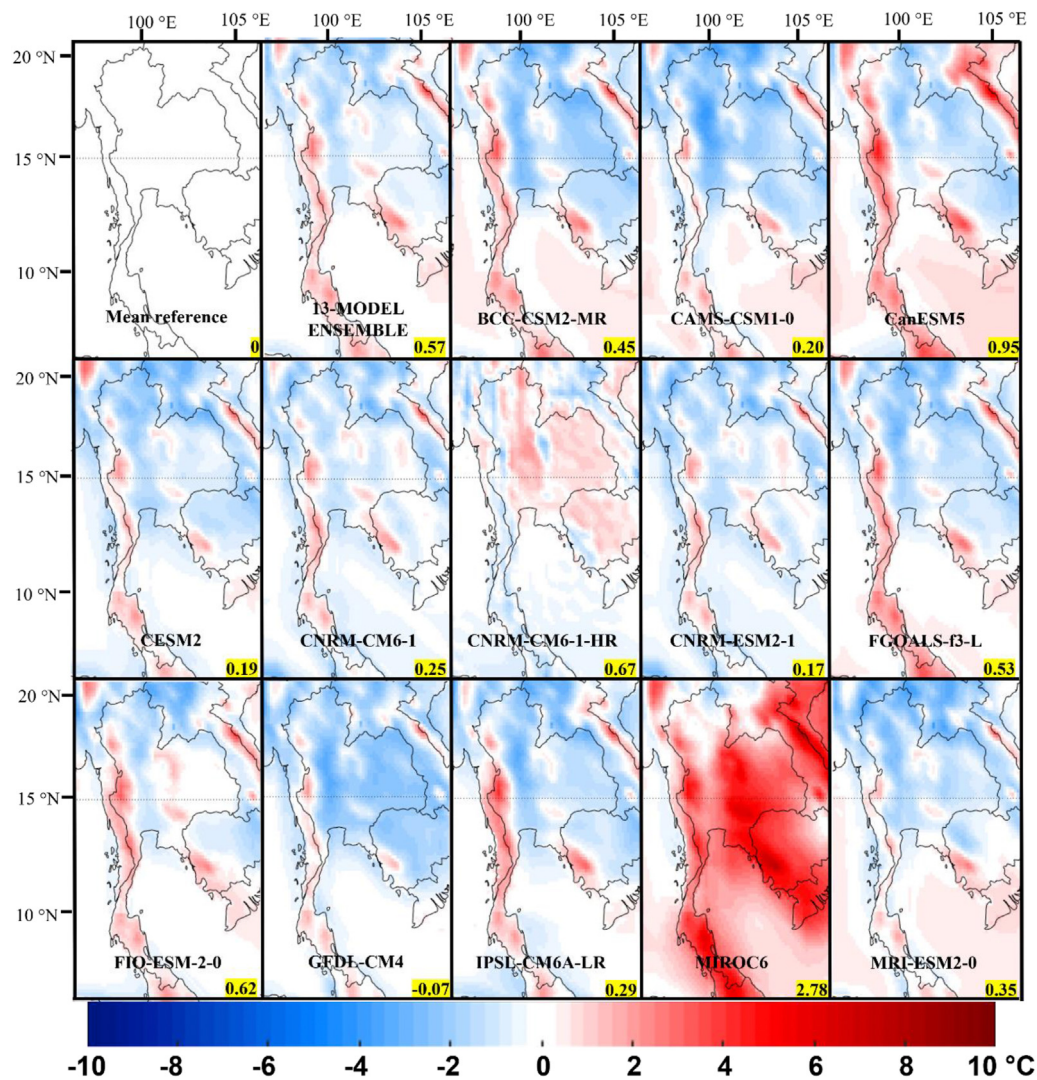 100 °E 105 °E 100 °E 105 °E 100 °E 105 °E 100 °E 105 °E 100 °E 105 °E
20 °N
15 °N
10 °N
Mean reference
0
13-MODEL
ENSEMBLE
0.57
BCC-CSM2-MR
0.45
CAMS-CSM1-0
0.20
CanESM5
0.95
20 °N
15 °N
10 °N
CESM2
0.19
CNRM-CM6-1
0.25
CNRM-CM6-1-HR
0.67
CNRM-ESM2-1
0.17
FGOALS-f3-L
0.53
20 °N
15 °N
10 °N
FIO-ESM-2-0
0.62
GFDL-CM4
-0.07
IPSL-CM6A-LR
0.29
MIROC6
2.78
MRI-ESM2-0
0.35
-10 -8 -6 -4 -2 0 2 4 6 8 10 °C